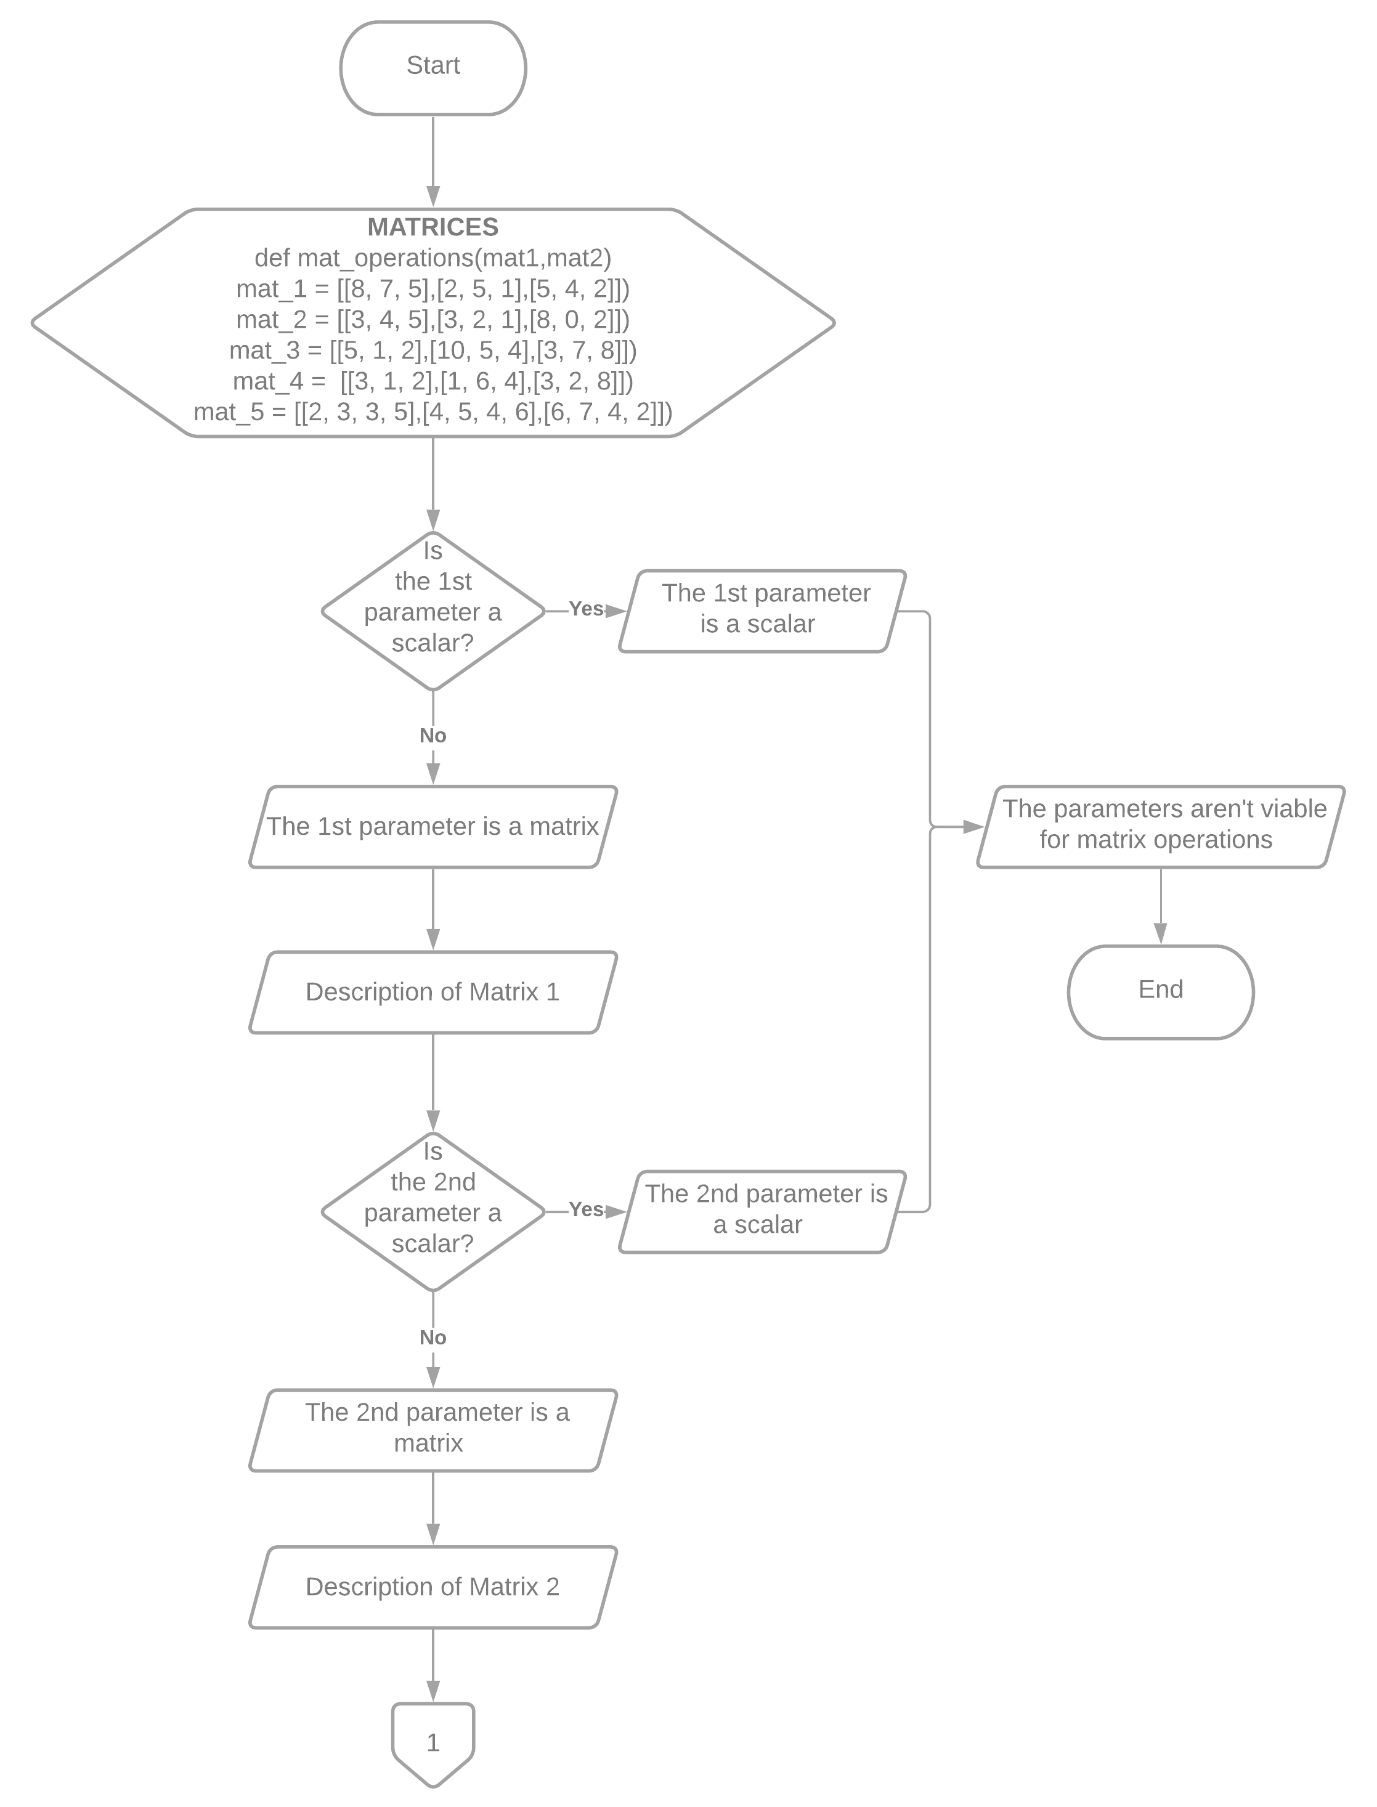 Start
MATRICES
def mat_operations(mat1,mat2)
mat_1 = [[8, 7, 5],[2, 5, 1],[5, 4, 2]])
mat_2 = [[3, 4, 5],[3, 2, 1],[8, 0, 2]])
mat_3 = [[5, 1, 2],[10, 5, 4],[3, 7, 8]])
mat_4 =  [[3, 1, 2],[1, 6, 4],[3, 2, 8]])
mat_5 = [[2, 3, 3, 5],[4, 5, 4, 6],[6, 7, 4, 2]])
Is
the 1st
parameter a
scalar?
Yes
The 1st parameter
is a scalar
No
The 1st parameter is a matrix
The parameters aren't viable
for matrix operations
Description of Matrix 1
End
Is
the 2nd
parameter a
scalar?
Yes
The 2nd parameter is
a scalar
No
The 2nd parameter is a
matrix
Description of Matrix 2
1